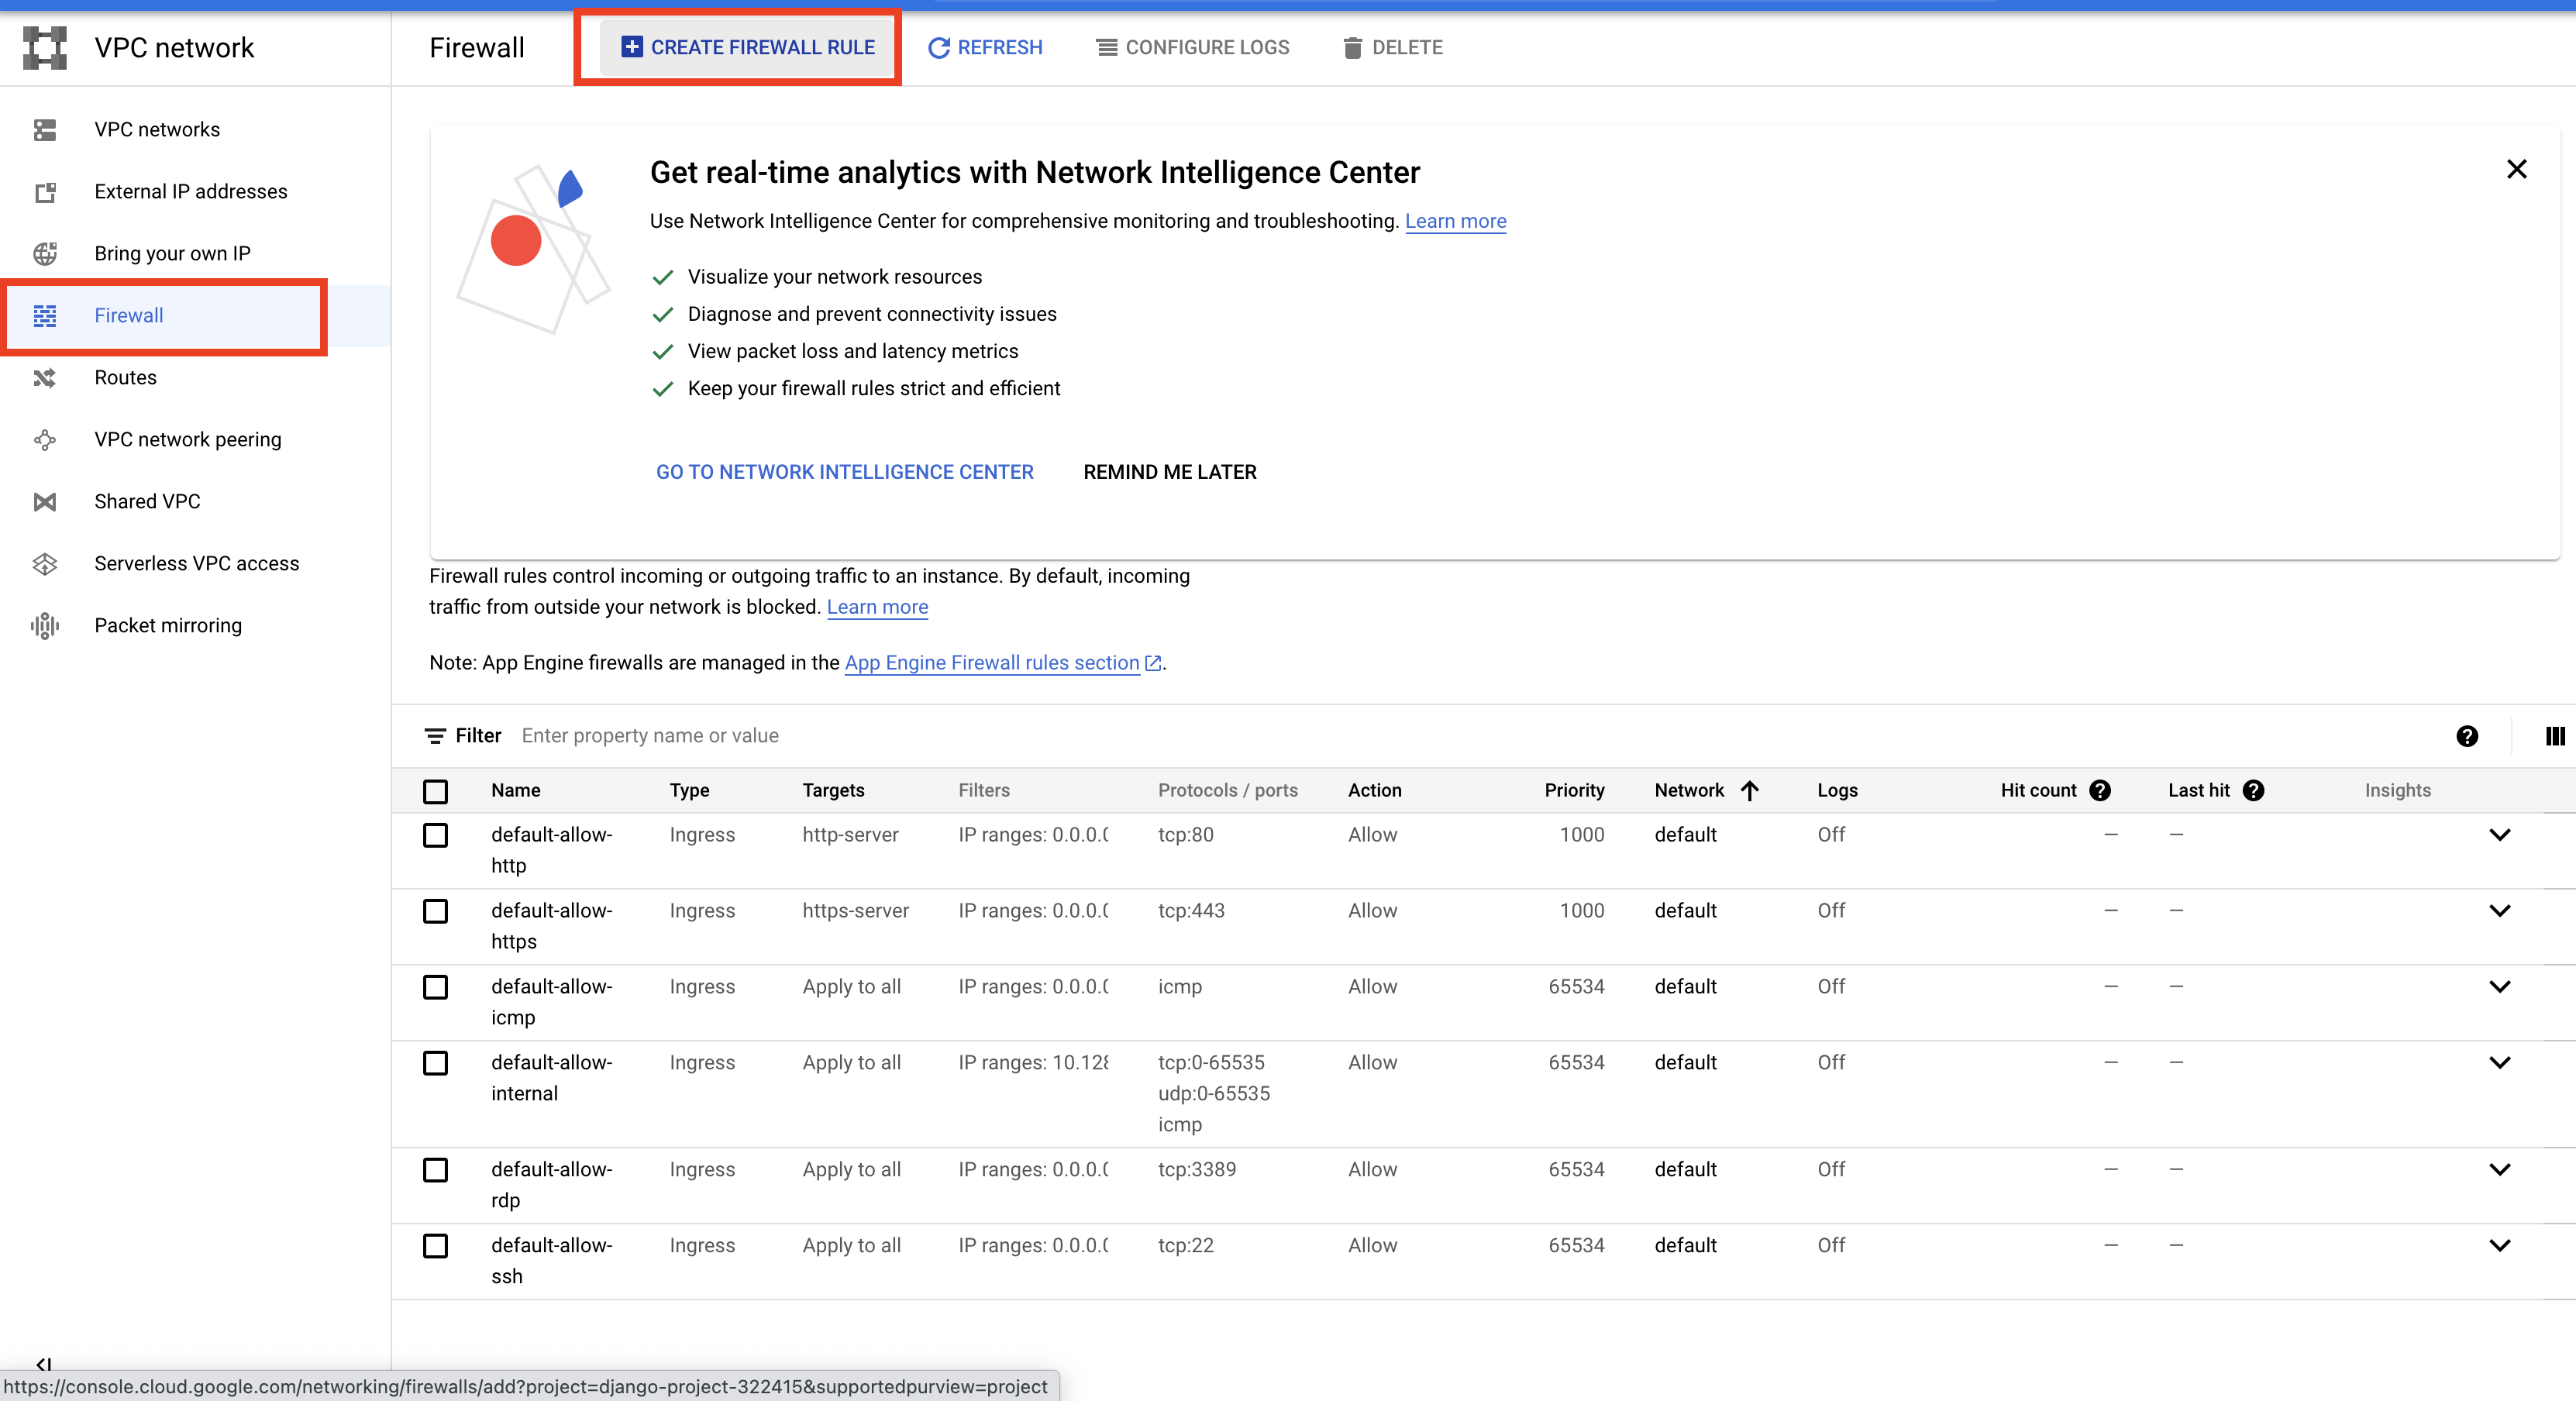 VPC network
Firewall
CREATE FIREWALL RULE
REFRESH
CONFIGURE LOGS
DELETE
VPC networks
External IP addresses
Bring your own IP
Firewall
Routes
VPC network peering
Shared VPC
Serverless VPC access
Packet mirroring
Get real-time analytics with Network Intelligence Center
Use Network Intelligence Center for comprehensive monitoring and troubleshooting. Learn more
Visualize your network resources
Diagnose and prevent connectivity issues
View packet loss and latency metrics
Keep your firewall rules strict and efficient
GO TO NETWORK INTELLIGENCE CENTER REMIND ME LATER
Firewall rules control incoming or outgoing traffic to an instance. By default, incoming
traffic from outside your network is blocked. Learn more
Note: App Engine firewalls are managed in the App Engine Firewall rules section.
Filter Enter property name or value
Name Type Targets Filters Protocols / ports Action Priority Network Logs Hit count Last hit Insights
default-allow- Ingress http-server IP ranges: 0.0.0.0 tcp:80 Allow 1000 default Off — —
http
default-allow- Ingress https-server IP ranges: 0.0.0.0 tcp:443 Allow 1000 default Off — —
https
default-allow- Ingress Apply to all IP ranges: 0.0.0.0 icmp Allow 65534 default Off — —
icmp
default-allow- Ingress Apply to all IP ranges: 10.128 tcp:0-65535 Allow 65534 default Off — —
internal udp:0-65535
icmp
default-allow- Ingress Apply to all IP ranges: 0.0.0.0 tcp:3389 Allow 65534 default Off — —
rdp
default-allow- Ingress Apply to all IP ranges: 0.0.0.0 tcp:22 Allow 65534 default Off — —
ssh
https://console.cloud.google.com/networking/firewalls/add?project=django-project-322415&supportedpurview=project